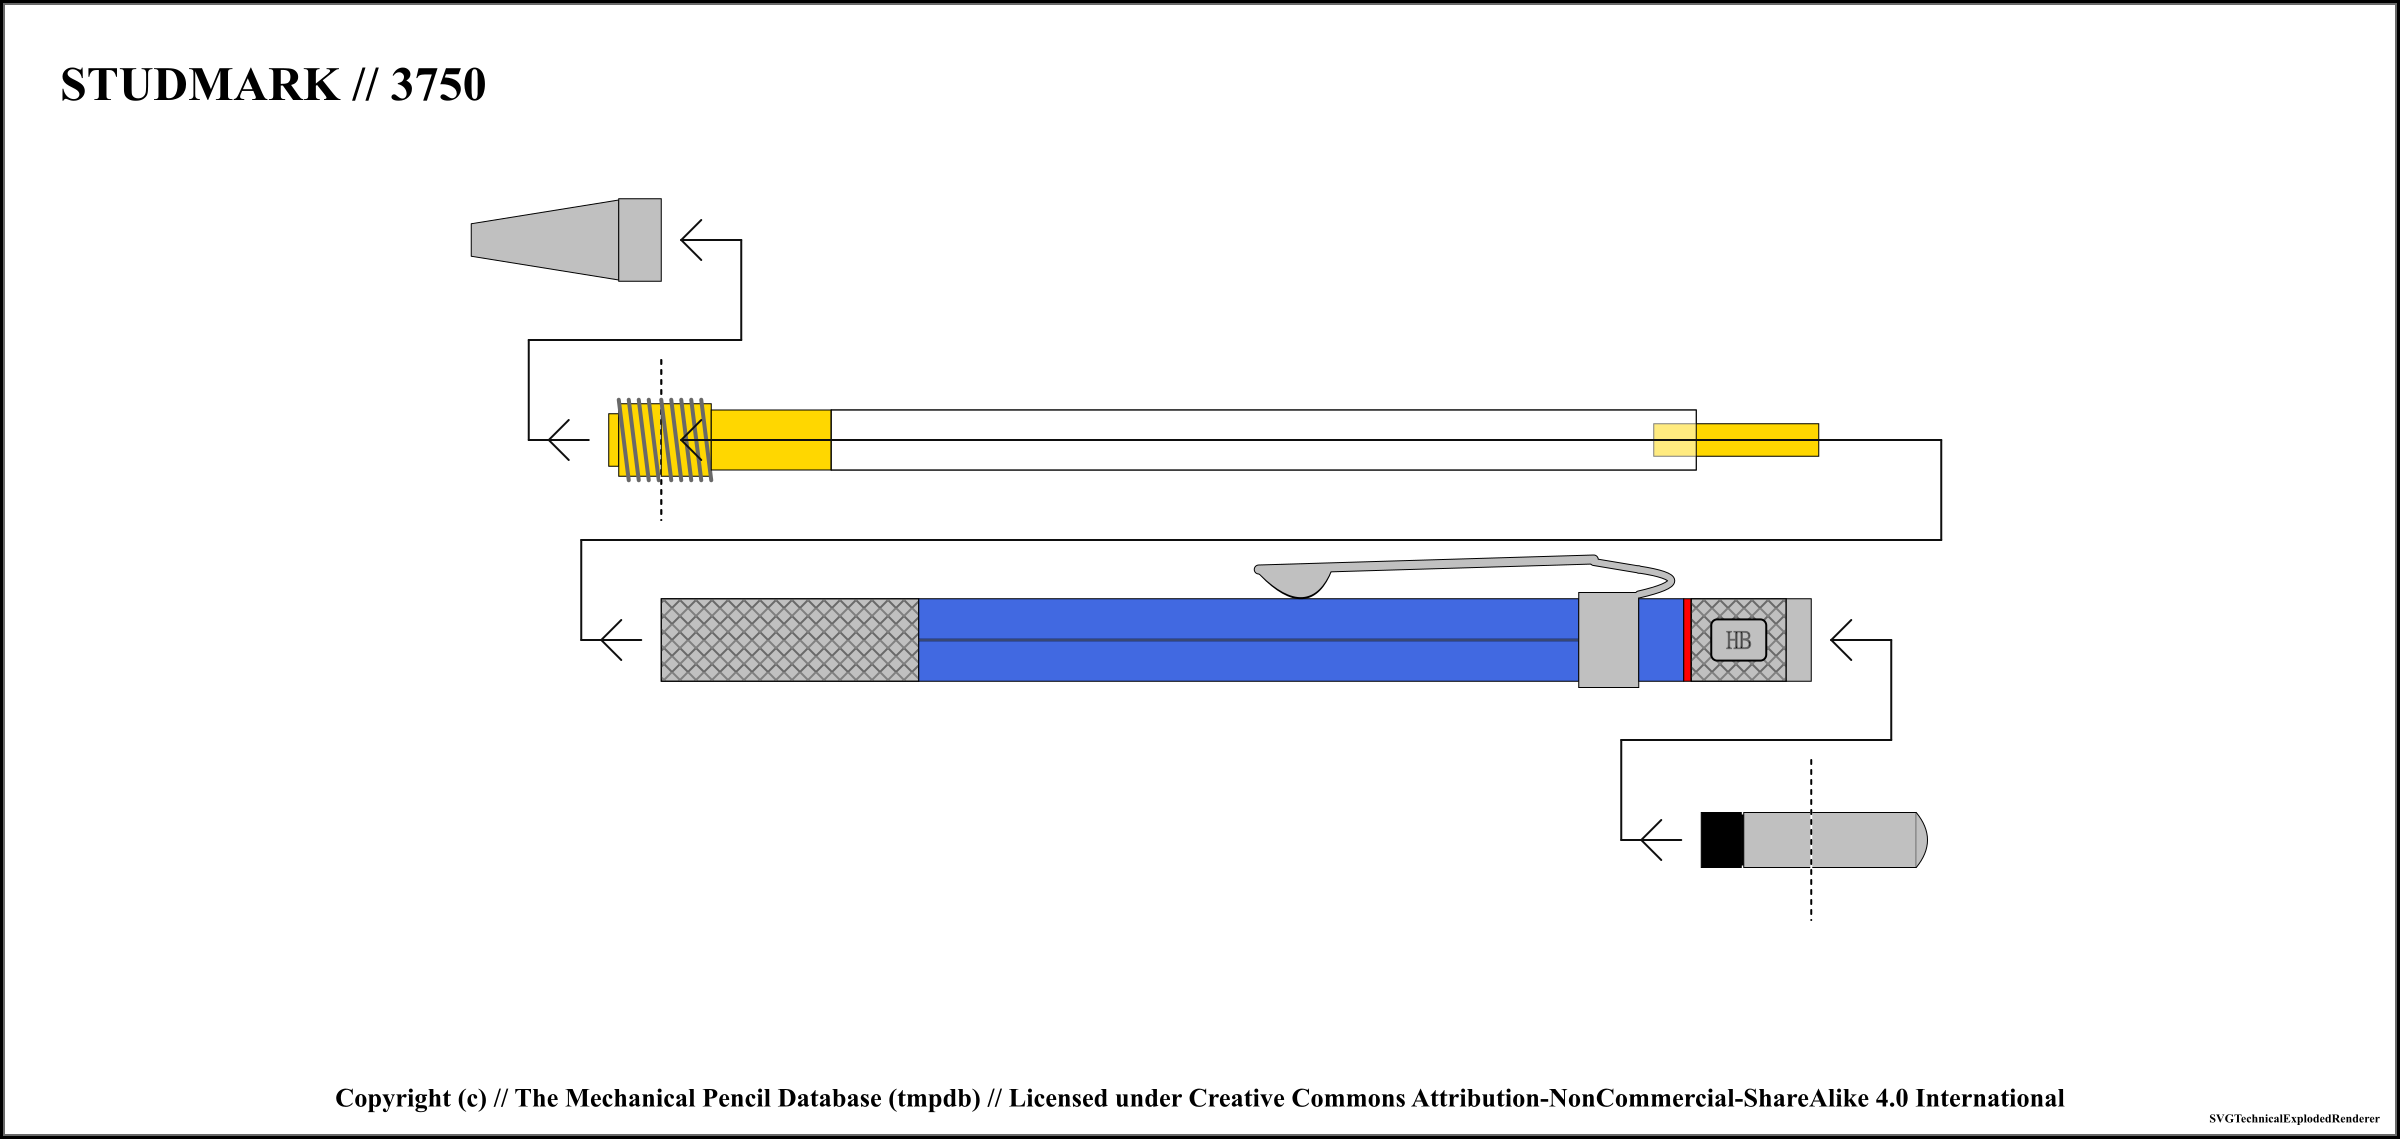 STUDMARK // 3750
HB
Copyright (c) // The Mechanical Pencil Database (tmpdb) // Licensed under Creative Commons Attribution-NonCommercial-ShareAlike 4.0 International
SVGTechnicalExplodedRenderer